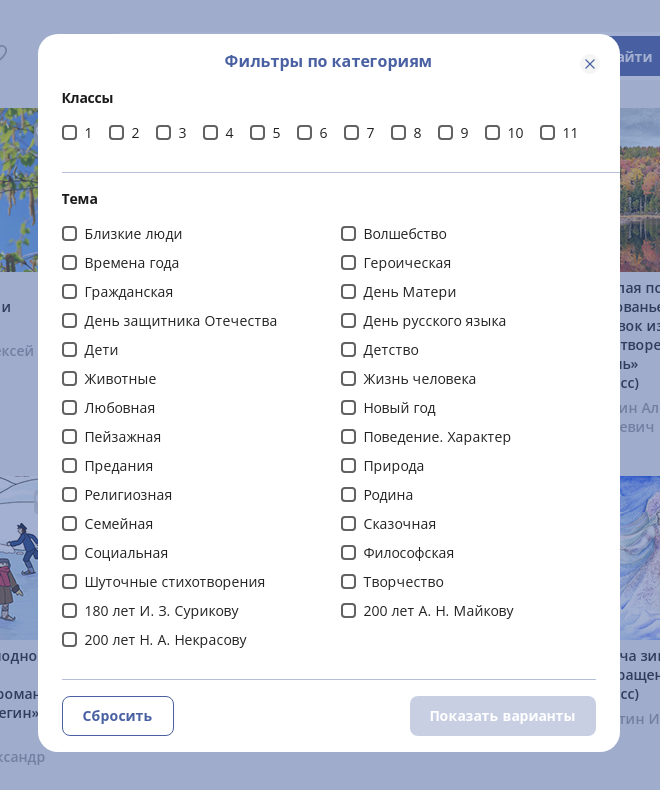 Фильтры по категориям
Классы
1 2 3 4 5 6 7 8 9 10 11
Тема
Близкие люди
Волшебство
Времена года
Героическая
Гражданская
День Матери
День защитника Отечества
День русского языка
Дети
Детство
Животные
Жизнь человека
Любовная
Новый год
Пейзажная
Поведение. Характер
Предания
Природа
Религиозная
Родина
Семейная
Сказочная
Социальная
Философская
Шуточные стихотворения
Творчество
180 лет И. З. Сурикову
200 лет А. Н. Майкову
200 лет Н. А. Некрасову
Сбросить
Показать варианты